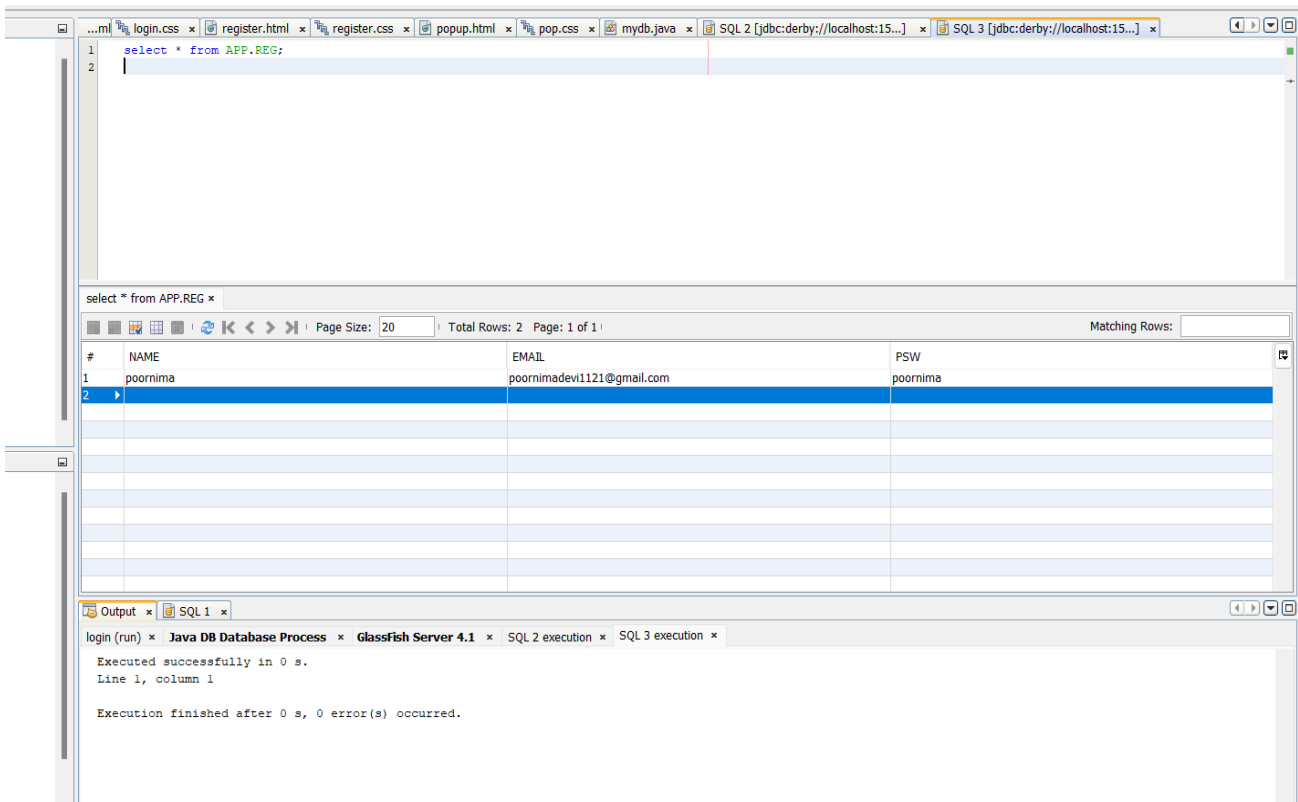 ...ml login.css x register.html x register.css x popup.html x pop.css x mydb.java x SQL 2 [jdbc:derby://localhost:15...] x SQL 3 [jdbc:derby://localhost:15...] x
1 select * from APP.REG;
2
select * from APP.REG x
Page Size: 20 Total Rows: 2 Page: 1 of 1 Matching Rows:
# NAME EMAIL PSW
1 poornima poornimadevi1121@gmail.com poornima
2
Output x SQL 1 x
login (run) x Java DB Database Process x GlassFish Server 4.1 x SQL 2 execution x SQL 3 execution x
Executed successfully in 0 s.
Line 1, column 1
Execution finished after 0 s, 0 error(s) occurred.